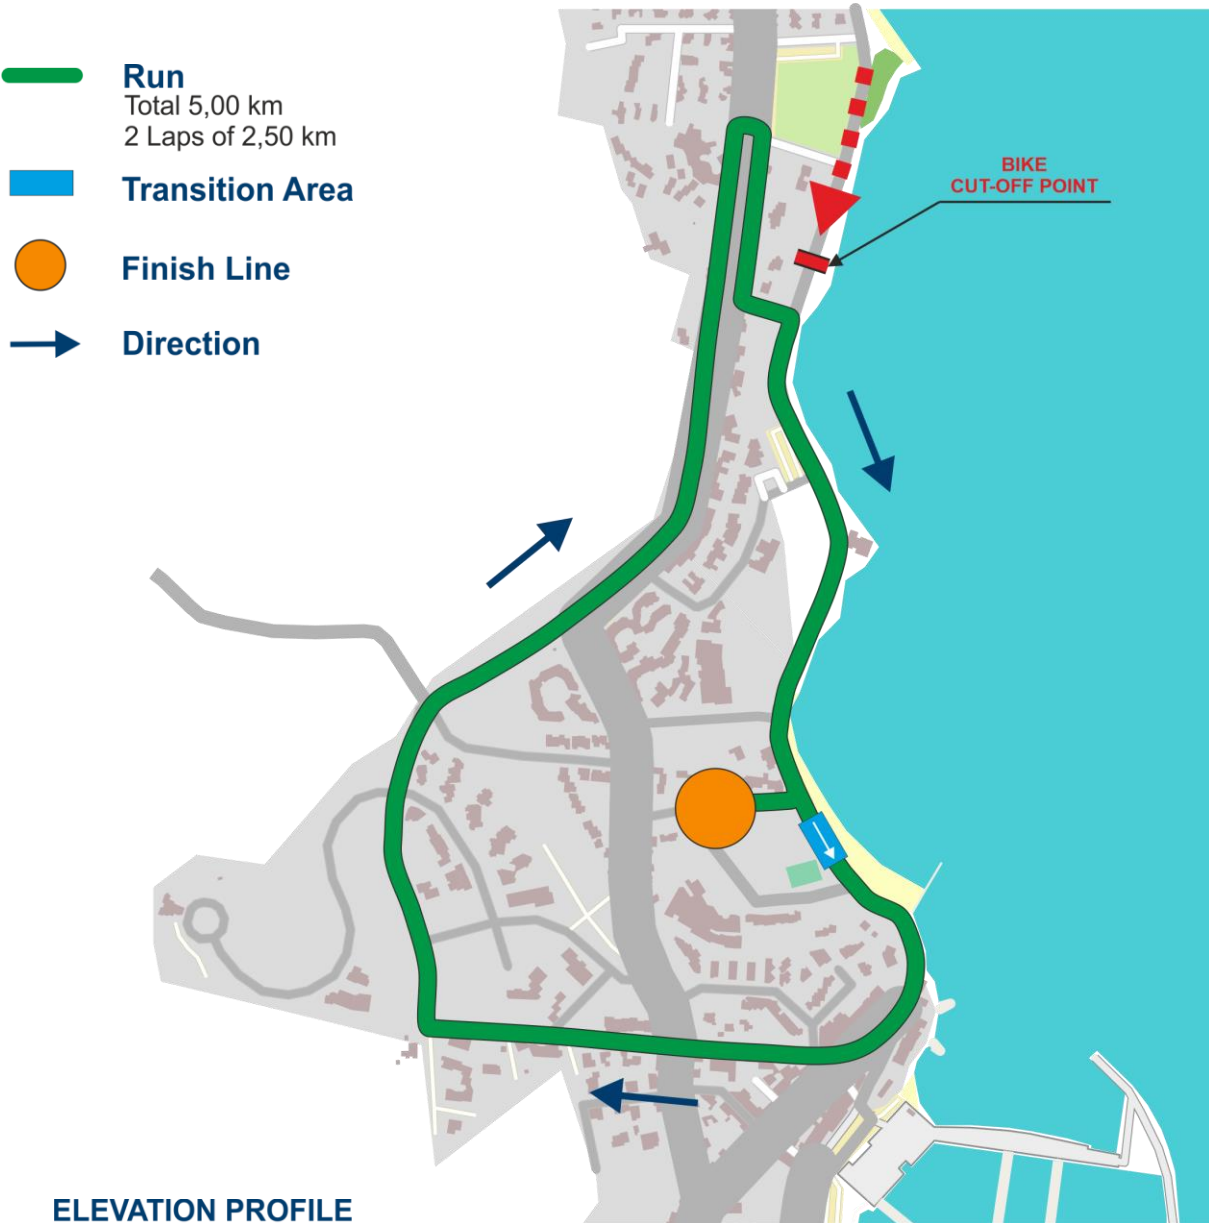 Run
Total 5,00 km
2 Laps of 2,50 km
Transition Area
Finish Line
Direction
BIKE
CUT-OFF POINT
ELEVATION PROFILE